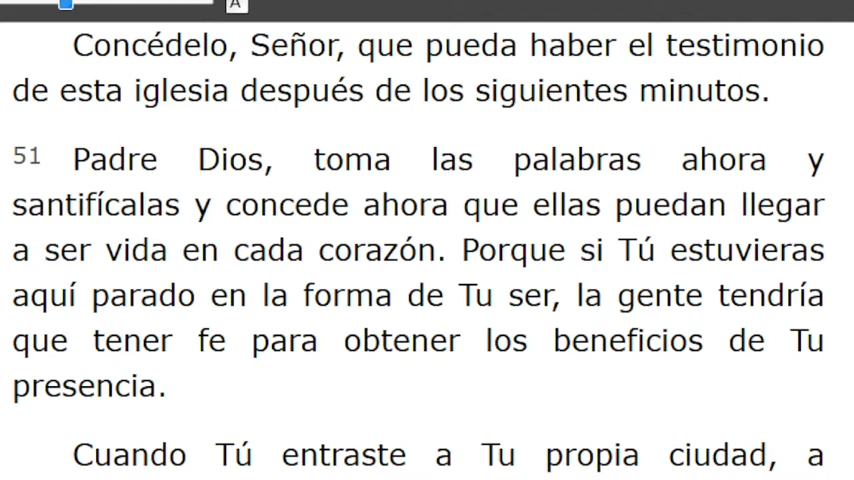 A
Concédelo, Señor, que pueda haber el testimonio
de esta iglesia después de los siguientes minutos.
51 Padre Dios, toma las palabras ahora y
santifícalas y concede ahora que ellas puedan llegar
a ser vida en cada corazón. Porque si Tú estuvieras
aquí parado en la forma de Tu ser, la gente tendría
que tener fe para obtener los beneficios de Tu
presencia.
Cuando Tú entraste a Tu propia ciudad, a